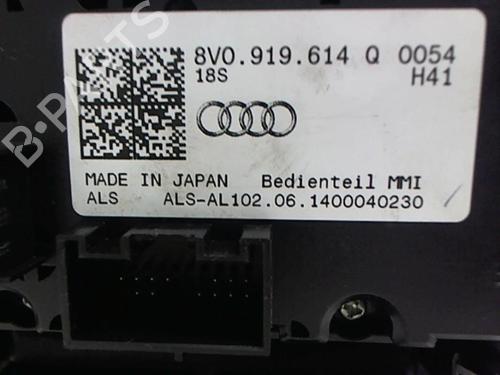 8V0.919.614 Q 0054
18S H41
MADE IN JAPAN Bedienteil MMI
ALS ALS-AL102.06.1400040230
B-PARTS